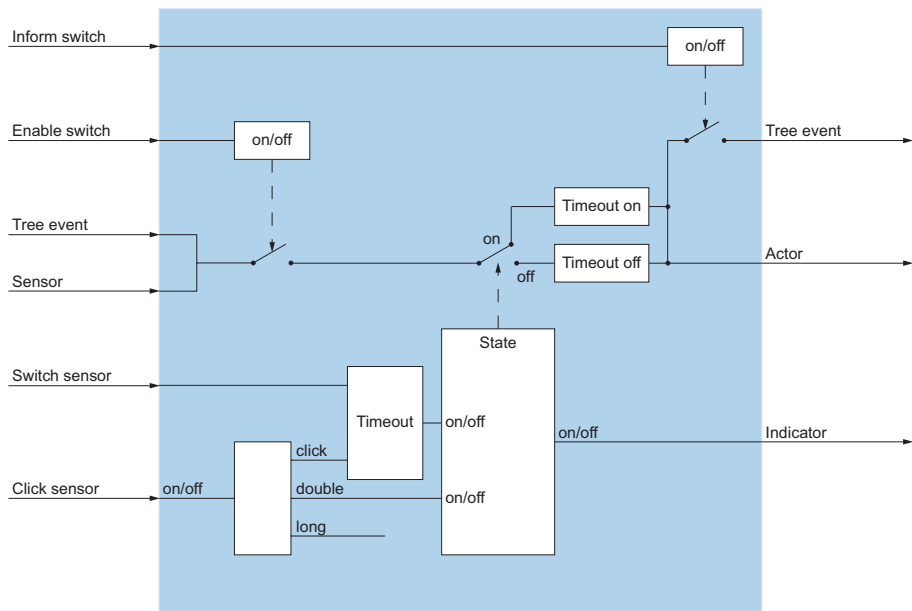 Inform switch
on/off
Enable switch
on/off
Tree event
Tree event
Timeout on
on
Sensor
off
Timeout off
Actor
State
Switch sensor
Timeout
on/off
on/off
Indicator
click
Click sensor
on/off
double
on/off
long